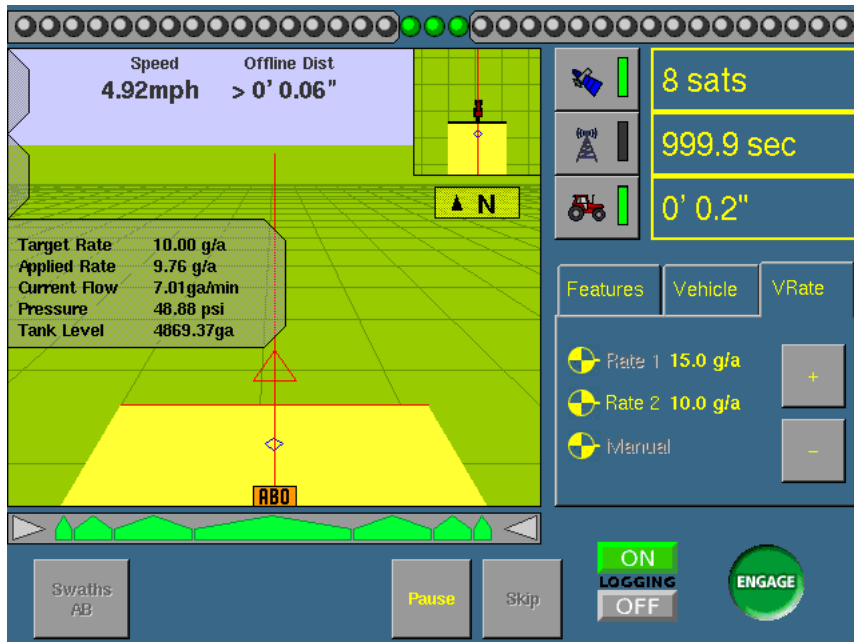 Speed Offline Dist
4.92mph > 0' 0.06"
N
Target Rate 10.00 g/a
Applied Rate 9.76 g/a
Current Flow 7.01ga/min
Pressure 48.88 psi
Tank Level 4869.37ga
AB0
8 sats
999.9 sec
0' 0.2"
Features Vehicle VRate
Rate 1 15.0 g/a
Rate 2 10.0 g/a
Manual
+
-
Swaths
AB
Pause
Skip
ON
LOGGING
OFF
ENGAGE